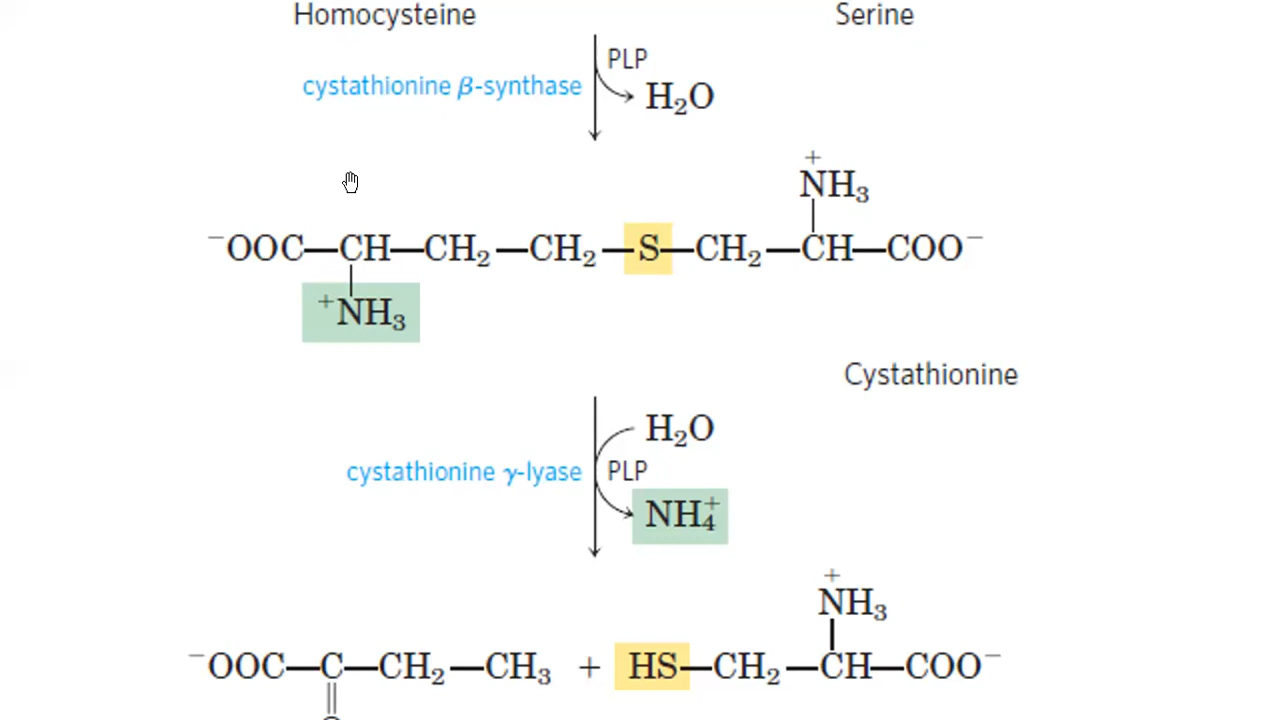 Homocysteine Serine
PLP
cystathionine β-synthase
H₂O
⁺NH₃
⁻OOC—CH—CH₂—CH₂—S—CH₂—CH—COO⁻
⁺NH₃
Cystathionine
H₂O
cystathionine γ-lyase PLP
NH₄⁺
⁺NH₃
⁻OOC—C—CH₂—CH₃ + HS—CH₂—CH—COO⁻